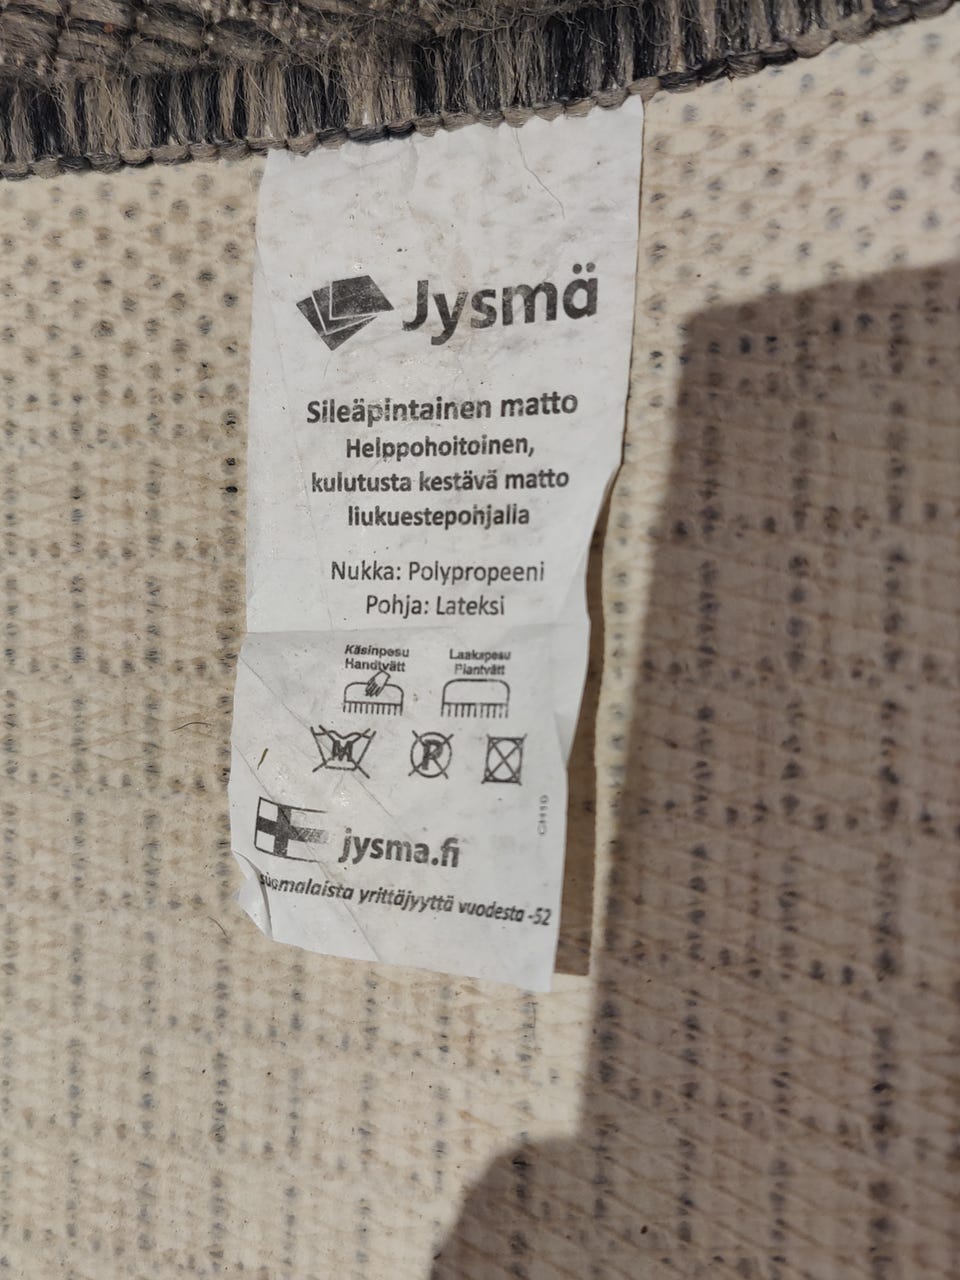 Jysmä
Sileäpintainen matto
Helppohoitoinen,
kulutusta kestävä matto
liukuestepohjalla
Nukka: Polypropeeni
Pohja: Lateksi
Käsinpesu Laakapesu
Handtvätt Plantvätt
M P
CH10
jysma.fi
suomalaista yrittäjyyttä vuodesta -52